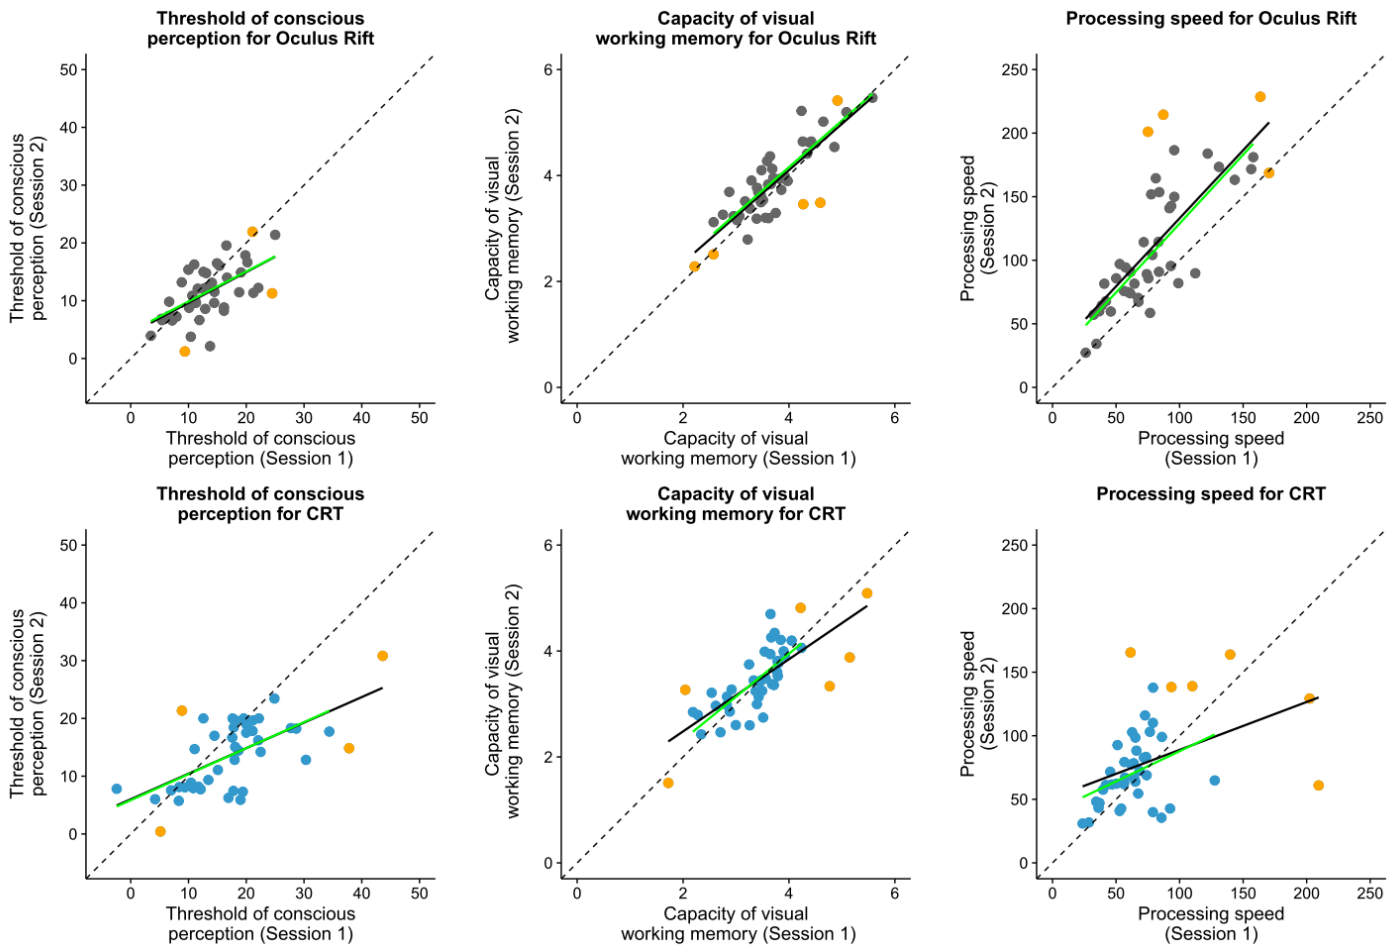 Threshold of conscious
perception for Oculus Rift
Threshold of conscious
perception (Session 2)
50
40
30
20
10
0
0
10
20
30
40
50
Threshold of conscious
perception (Session 1)
Capacity of visual
working memory for Oculus Rift
Capacity of visual
working memory (Session 2)
6
4
2
0
0
2
4
6
Capacity of visual
working memory (Session 1)
Processing speed for Oculus Rift
Processing speed
(Session 2)
250
200
150
100
50
0
0
50
100
150
200
250
Processing speed
(Session 1)
Threshold of conscious
perception for CRT
Threshold of conscious
perception (Session 2)
50
40
30
20
10
0
0
10
20
30
40
50
Threshold of conscious
perception (Session 1)
Capacity of visual
working memory for CRT
Capacity of visual
working memory (Session 2)
6
4
2
0
0
2
4
6
Capacity of visual
working memory (Session 1)
Processing speed for CRT
Processing speed
(Session 2)
250
200
150
100
50
0
0
50
100
150
200
250
Processing speed
(Session 1)